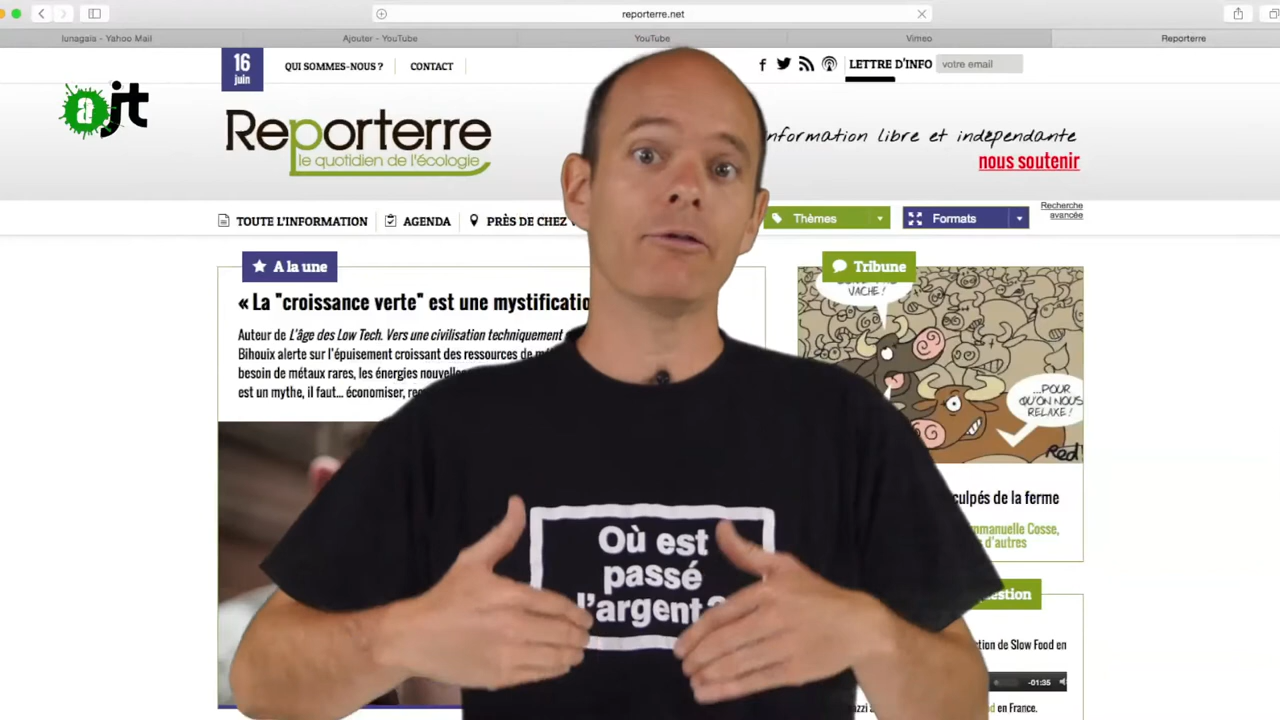 reporterre.net
lunagaia - Yahoo Mail
Ajouter - YouTube
YouTube
Vimeo
Reporterre
16
juin
QUI SOMMES-NOUS ?
CONTACT
LETTRE D'INFO
votre email
ajt
Reporterre
le quotidien de l'écologie
information libre et indépendante
nous soutenir
TOUTE L'INFORMATION
AGENDA
PRÈS DE CHEZ
Thèmes
Formats
Recherche
avancée
A la une
Tribune
« La "croissance verte" est une mystificatio
Auteur de L'âge des Low Tech. Vers une civilisation techniquement
Bihouix alerte sur l'épuisement croissant des ressources de
besoin de métaux rares, les énergies
est un mythe, il faut... économiser,
VACHE !
...POUR
QU'ON NOUS
RELAXE !
Red!
culpés de la ferme
mmanuelle Cosse,
d'autres
Où est
passé
l'argent ?
estion
ction de Slow Food en
-01:35
en France.